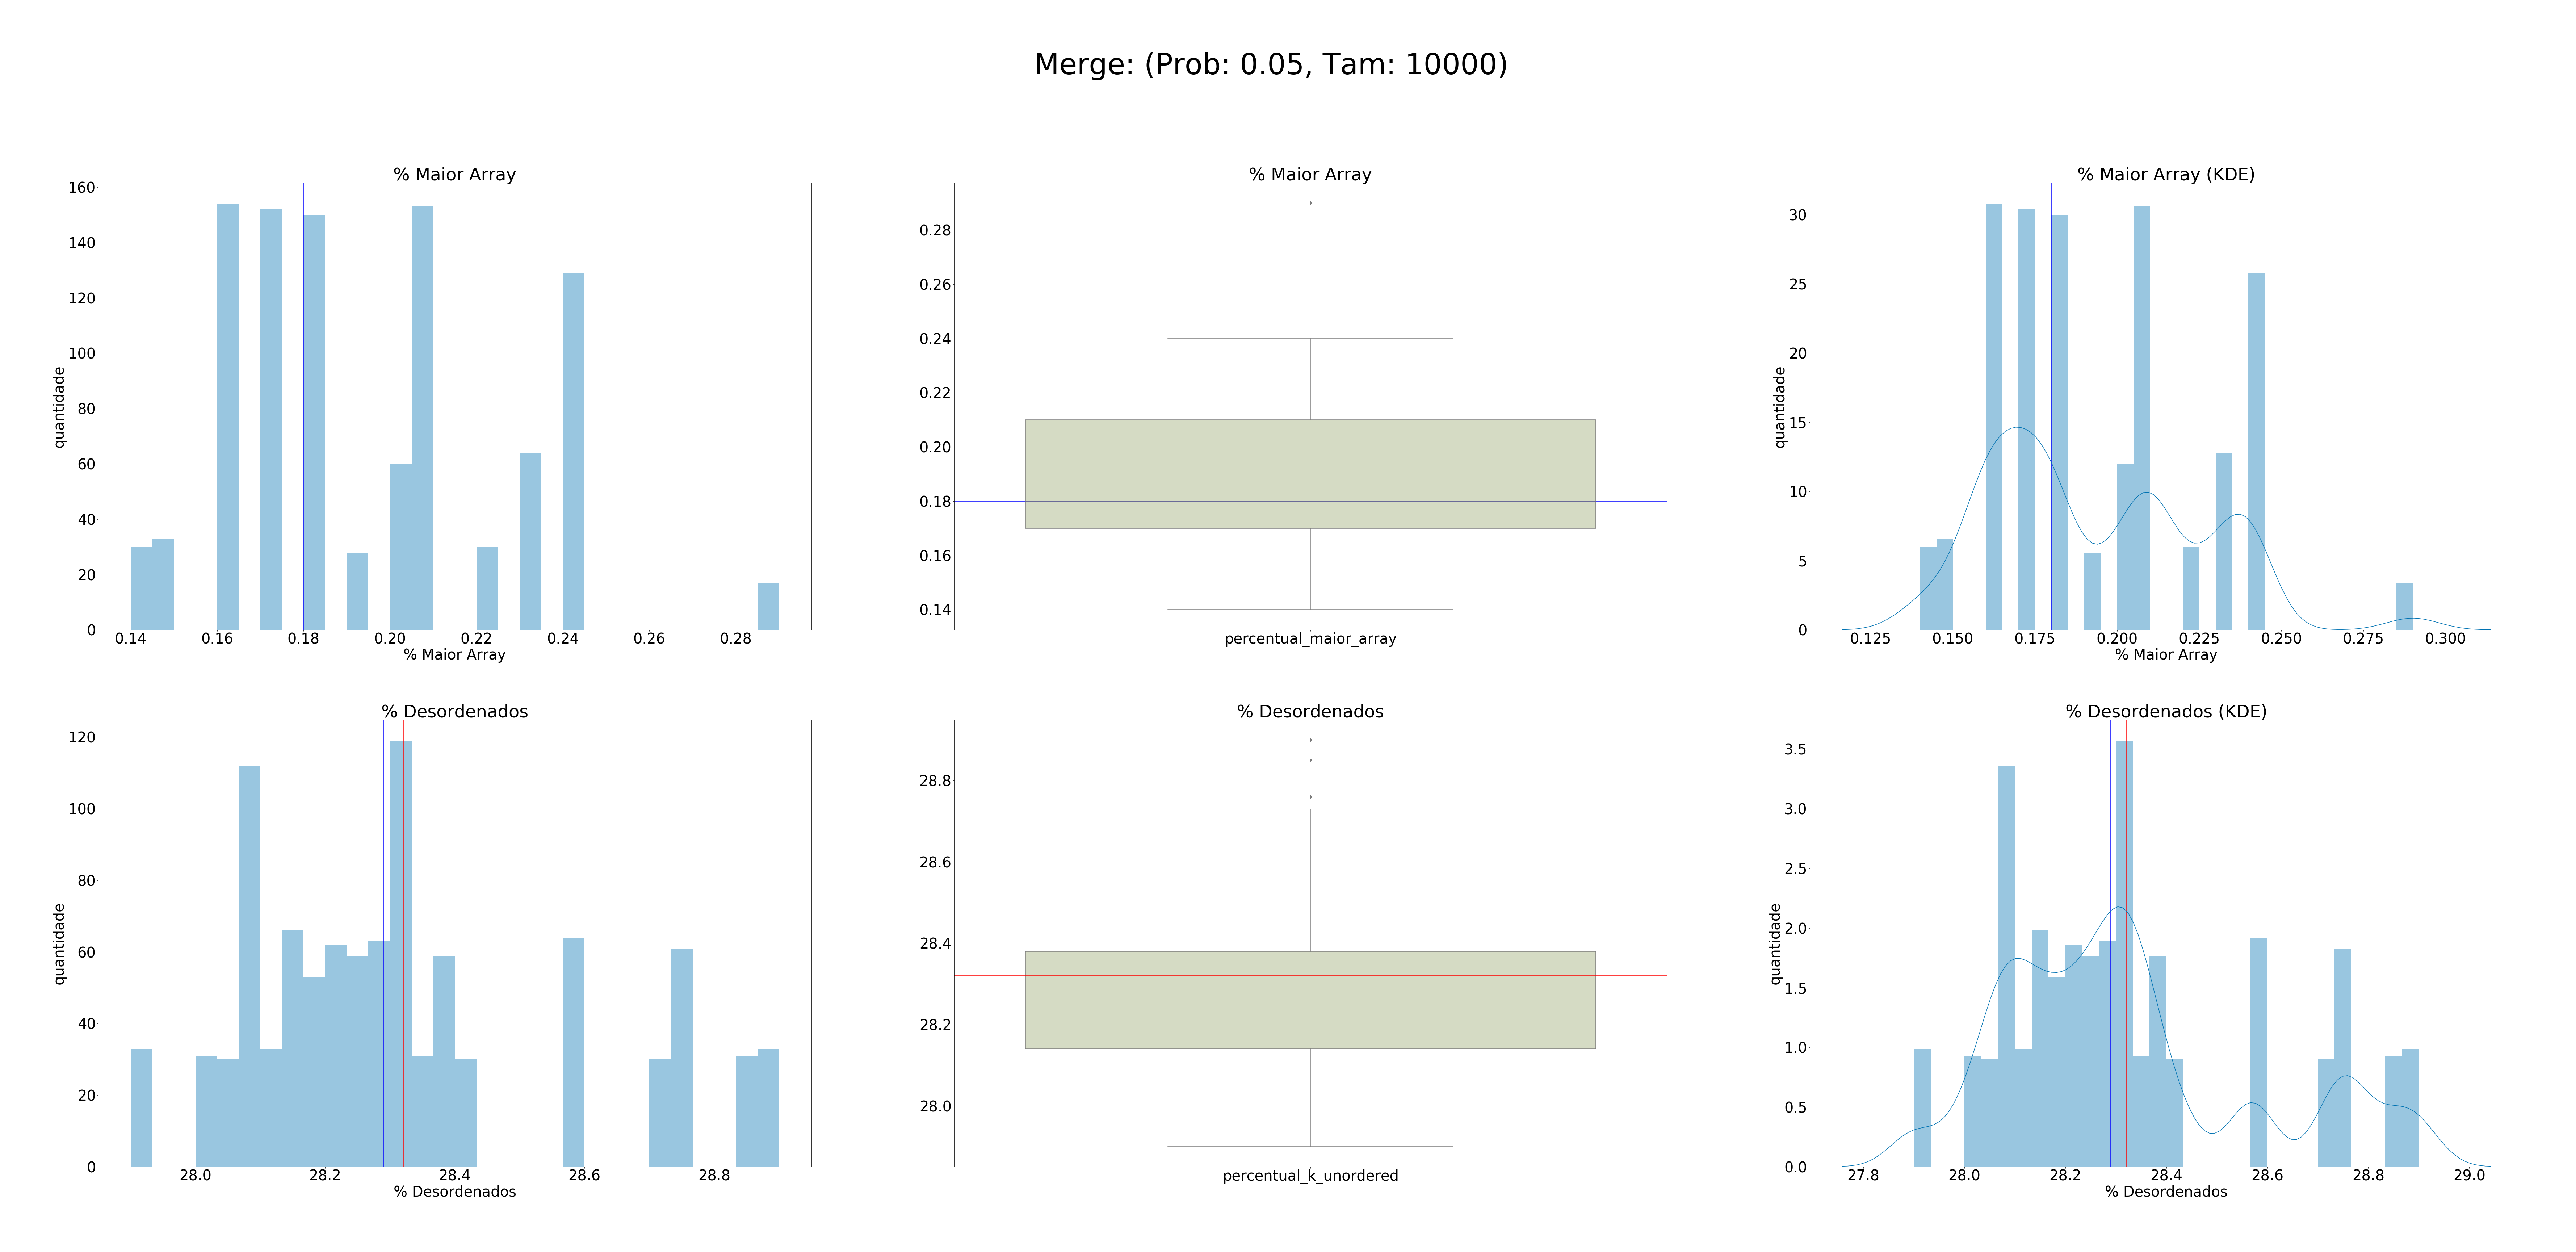 Merge: (Prob: 0.05, Tam: 10000)
% Maior Array
160
140
120
100
80
60
40
20
0
quantidade
0.14 0.16 0.18 0.20 0.22 0.24 0.26 0.28
% Maior Array
% Maior Array
0.28
0.26
0.24
0.22
0.20
0.18
0.16
0.14
percentual_maior_array
% Maior Array (KDE)
30
25
20
15
10
5
0
quantidade
0.125 0.150 0.175 0.200 0.225 0.250 0.275 0.300
% Maior Array
% Desordenados
120
100
80
60
40
20
0
quantidade
28.0 28.2 28.4 28.6 28.8
% Desordenados
% Desordenados
28.8
28.6
28.4
28.2
28.0
percentual_k_unordered
% Desordenados (KDE)
3.5
3.0
2.5
2.0
1.5
1.0
0.5
0.0
quantidade
27.8 28.0 28.2 28.4 28.6 28.8 29.0
% Desordenados